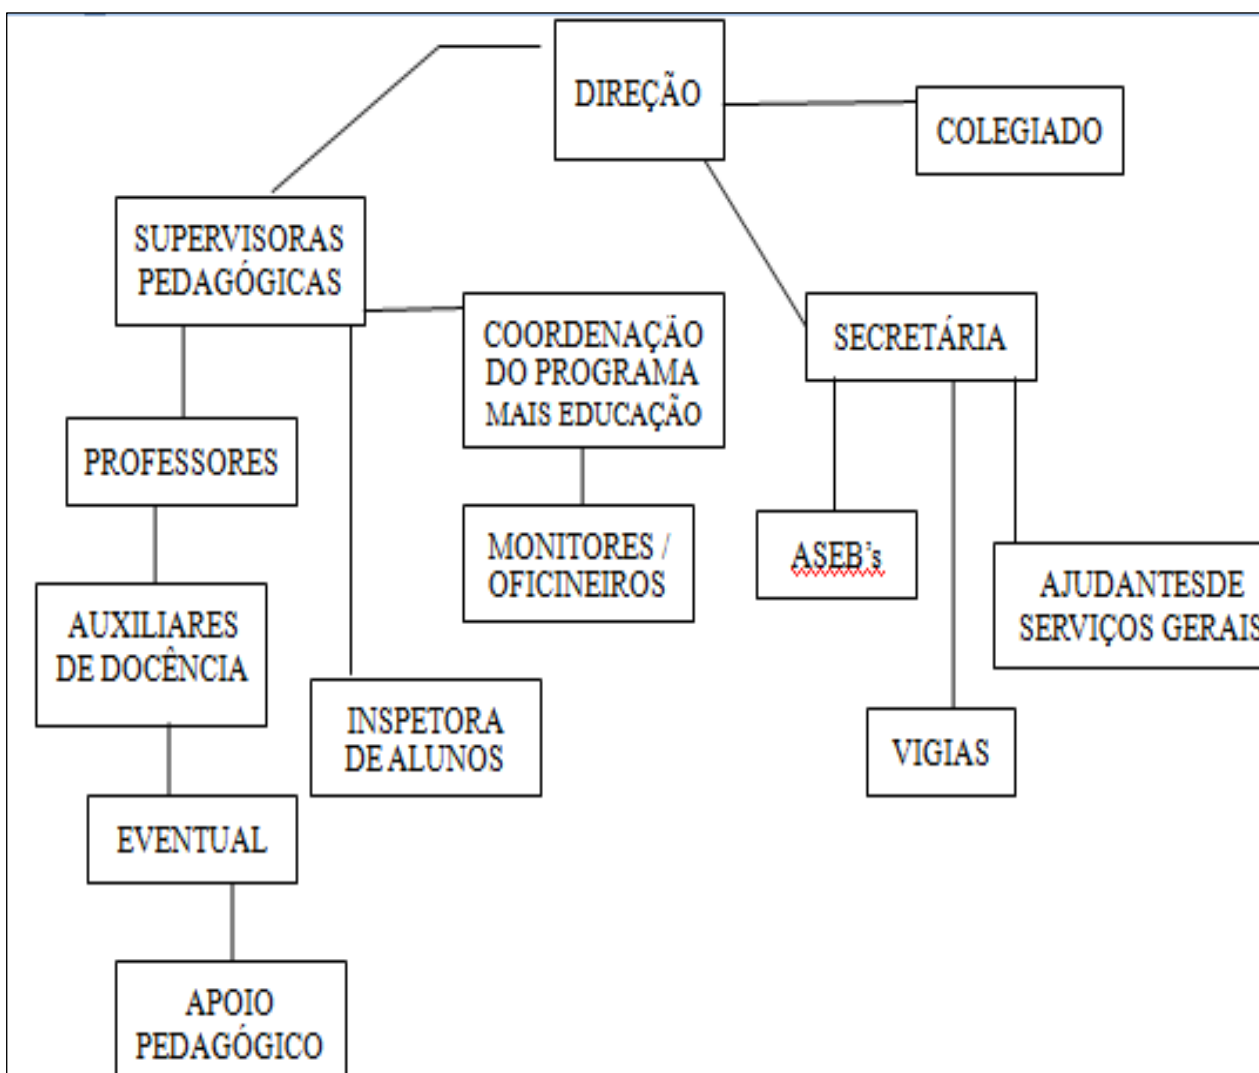 DIREÇÃO
COLEGIADO
SUPERVISORAS
PEDAGÓGICAS
COORDENAÇÃO
DO PROGRAMA
MAIS EDUCAÇÃO
SECRETÁRIA
PROFESSORES
MONITORES /
OFICINEIROS
ASEB's
AJUDANTESDE
SERVIÇOS GERAIS
AUXILIARES
DE DOCÊNCIA
INSPETORA
DE ALUNOS
VIGIAS
EVENTUAL
APOIO
PEDAGÓGICO